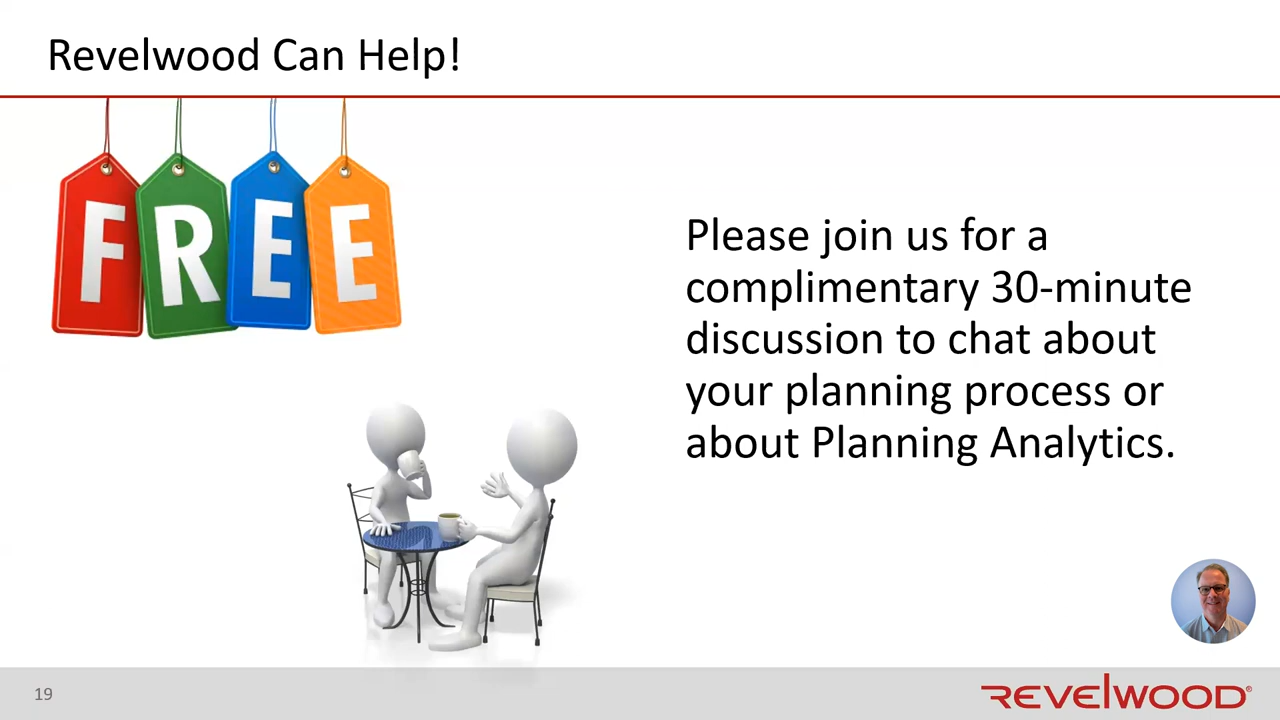 Revelwood Can Help!
FREE
Please join us for a
complimentary 30-minute
discussion to chat about
your planning process or
about Planning Analytics.
19
REVELWOOD®